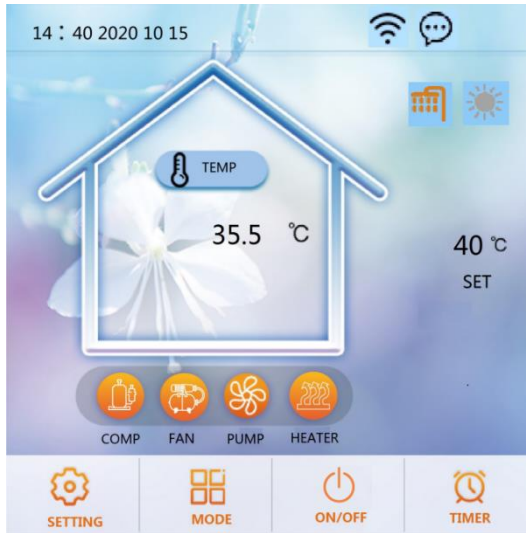 14：40 2020 10 15
TEMP
35.5 ℃
40 ℃
SET
COMP FAN PUMP HEATER
SETTING MODE ON/OFF TIMER